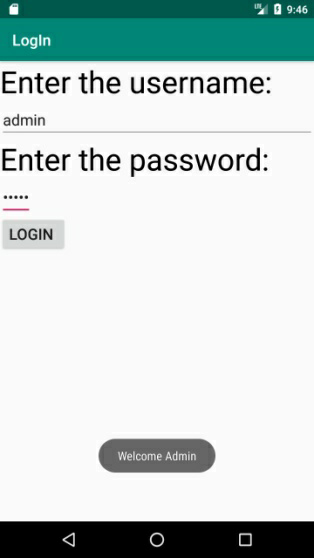 9:46
LogIn
Enter the username:
admin
Enter the password:
•••••
LOGIN
Welcome Admin